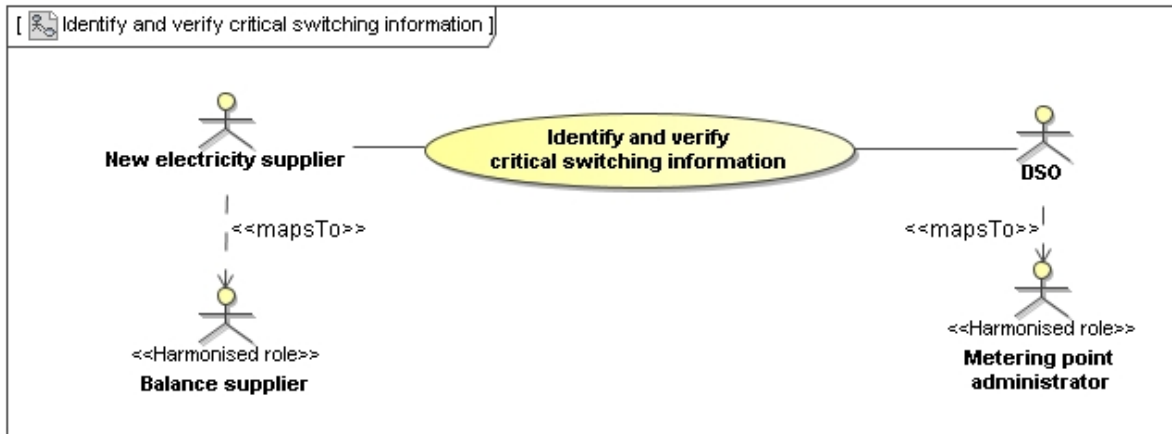 [ Identify and verify critical switching information ]
Identify and verify
critical switching information
New electricity supplier
DSO
<<mapsTo>>
<<mapsTo>>
<<Harmonised role>>
Balance supplier
<<Harmonised role>>
Metering point
administrator